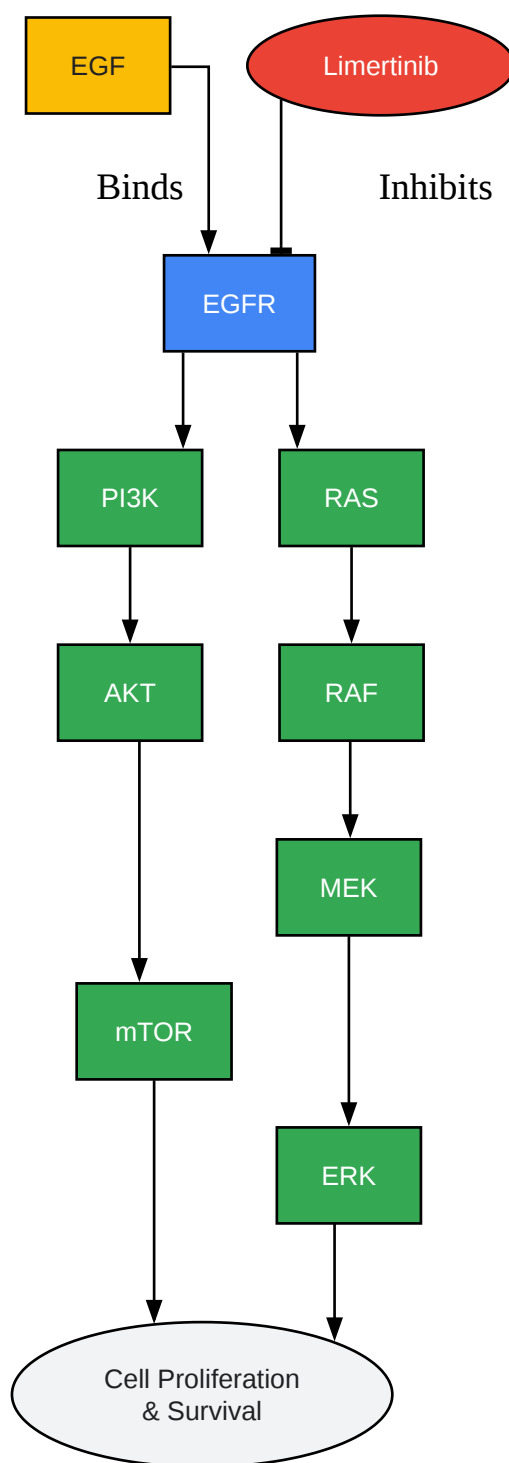 EGF
Limertinib
Binds
Inhibits
EGFR
PI3K
RAS
AKT
RAF
MEK
mTOR
ERK
Cell Proliferation
& Survival